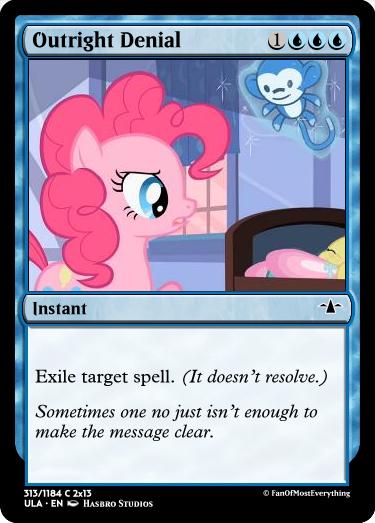 Outright Denial 1
Instant
Exile target spell. (It doesn't resolve.)
Sometimes one no just isn't enough to
make the message clear.
313/1184 C 2x13
ULA • EN Hasbro Studios
© FanOfMostEverything